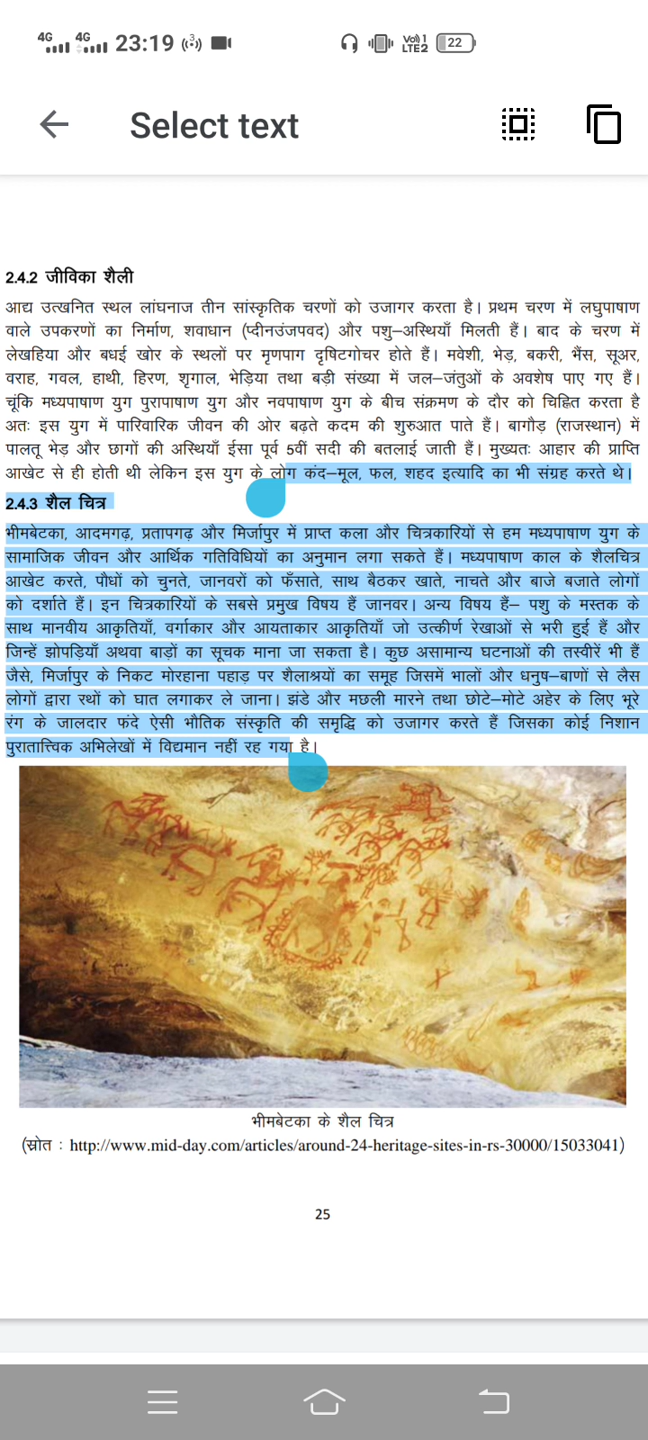 4G 4G 23:19 Vo) 1 LTE2 22
Select text
2.4.2 जीविका शैली
आद्य उत्खनित स्थल लांघनाज तीन सांस्कृतिक चरणों को उजागर करता है। प्रथम चरण में लघुपाषाण
वाले उपकरणों का निर्माण, शवाधान (प्दीनउंजपवद) और पशु–अस्थियाँ मिलती हैं। बाद के चरण में
लेखहिया और बधई खोर के स्थलों पर मृणपाग दृषिटगोचर होते हैं। मवेशी, भेड़, बकरी, भैंस, सूअर,
वराह, गवल, हाथी, हिरण, शृगाल, भेड़िया तथा बड़ी संख्या में जल–जंतुओं के अवशेष पाए गए हैं।
चूंकि मध्यपाषाण युग पुरापाषाण युग और नवपाषाण युग के बीच संक्रमण के दौर को चिह्नित करता है
अतः इस युग में पारिवारिक जीवन की ओर बढ़ते कदम की शुरुआत पाते हैं। बागौड़ (राजस्थान) में
पालतू भेड़ और छागों की अस्थियाँ ईसा पूर्व 5वीं सदी की बतलाई जाती हैं। मुख्यतः आहार की प्राप्ति
आखेट से ही होती थी लेकिन इस युग के लोग कंद–मूल, फल, शहद इत्यादि का भी संग्रह करते थे।
2.4.3 शैल चित्र
भीमबेटका, आदमगढ़, प्रतापगढ़ और मिर्जापुर में प्राप्त कला और चित्रकारियों से हम मध्यपाषाण युग के
सामाजिक जीवन और आर्थिक गतिविधियों का अनुमान लगा सकते हैं। मध्यपाषाण काल के शैलचित्र
आखेट करते, पौधों को चुनते, जानवरों को फँसाते, साथ बैठकर खाते, नाचते और बाजे बजाते लोगों
को दर्शाते हैं। इन चित्रकारियों के सबसे प्रमुख विषय हैं जानवर। अन्य विषय हैं– पशु के मस्तक के
साथ मानवीय आकृतियाँ, वर्गाकार और आयताकार आकृतियाँ जो उत्कीर्ण रेखाओं से भरी हुई हैं और
जिन्हें झोपड़ियाँ अथवा बाड़ों का सूचक माना जा सकता है। कुछ असामान्य घटनाओं की तस्वीरें भी हैं
जैसे, मिर्जापुर के निकट मोरहाना पहाड़ पर शैलाश्रयों का समूह जिसमें भालों और धनुष–बाणों से लैस
लोगों द्वारा रथों को घात लगाकर ले जाना। झंडे और मछली मारने तथा छोटे–मोटे अहेर के लिए भूरे
रंग के जालदार फंदे ऐसी भौतिक संस्कृति की समृद्धि को उजागर करते हैं जिसका कोई निशान
पुरातात्त्विक अभिलेखों में विद्यमान नहीं रह गया है।
भीमबेटका के शैल चित्र
(स्रोत : http://www.mid-day.com/articles/around-24-heritage-sites-in-rs-30000/15033041)
25